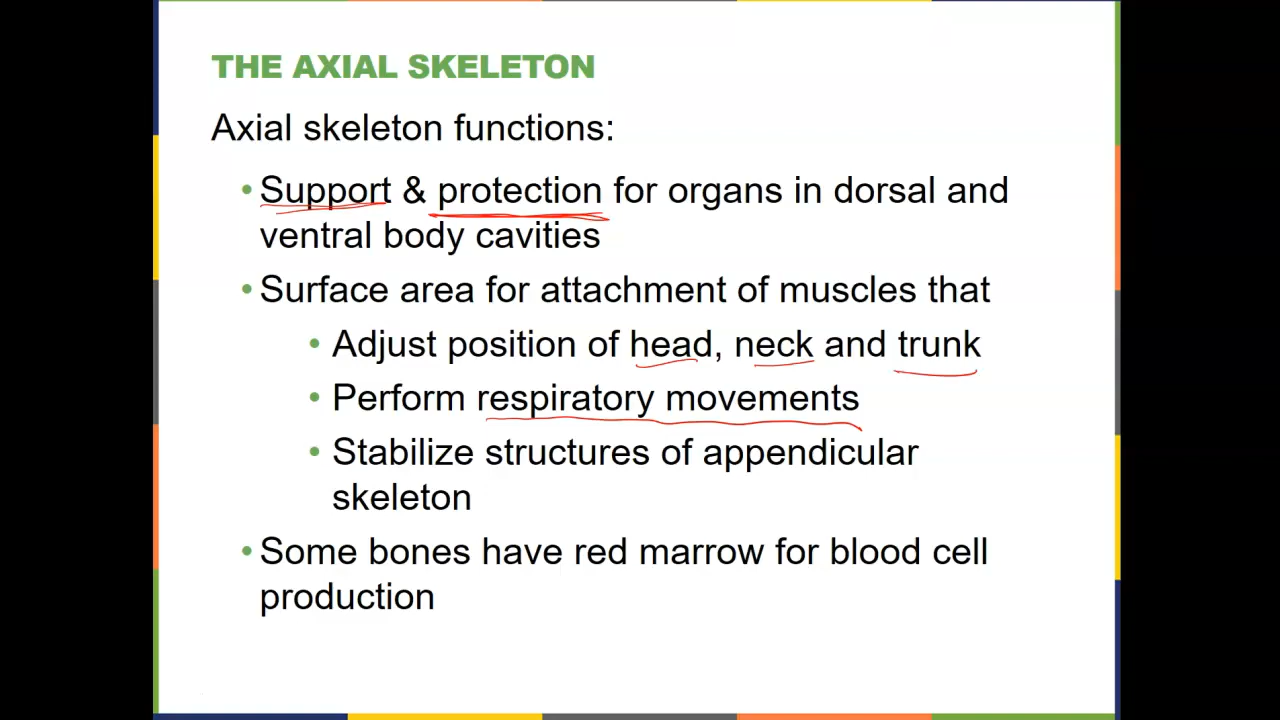 THE AXIAL SKELETON
Axial skeleton functions:
• Support & protection for organs in dorsal and
ventral body cavities
• Surface area for attachment of muscles that
• Adjust position of head, neck and trunk
• Perform respiratory movements
• Stabilize structures of appendicular
skeleton
• Some bones have red marrow for blood cell
production